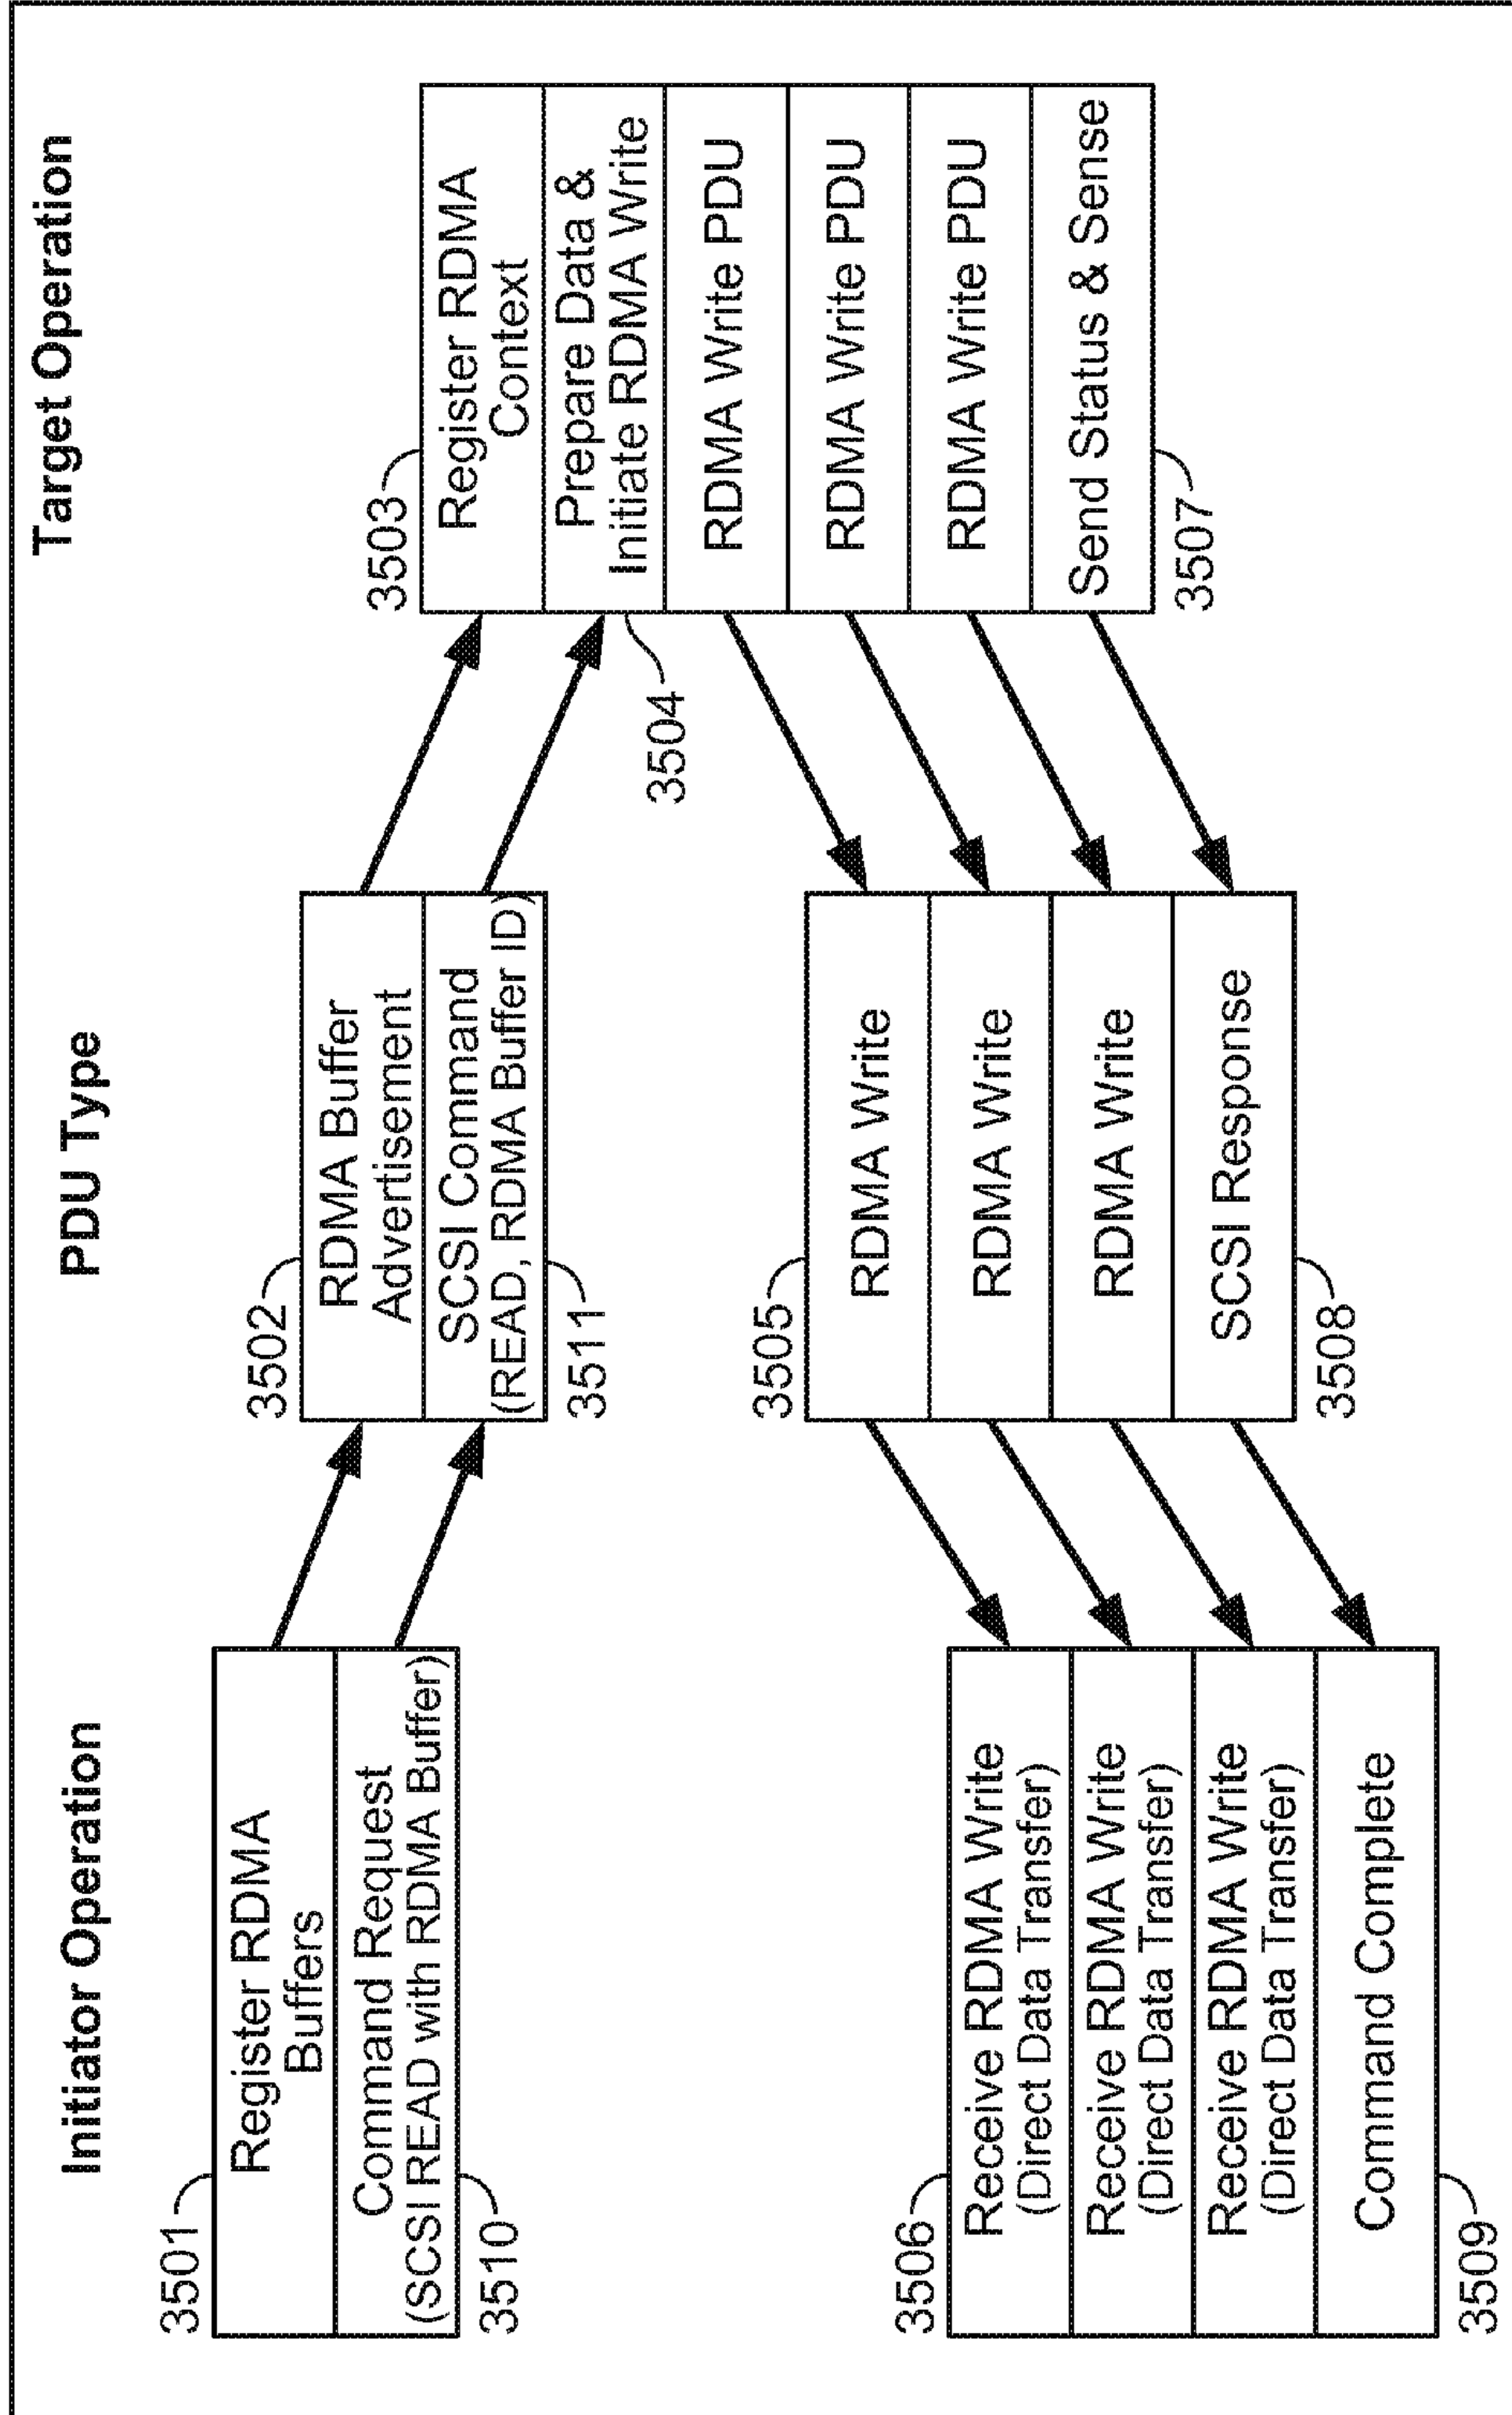 Initiator Operation
PDU Type
Target Operation
3501
Register RDMA
Buffers
Command Request
(SCSI READ with RDMA Buffer)
3510
3502
RDMA Buffer
Advertisement
SCSI Command
(READ, RDMA Buffer ID)
3511
3503
Register RDMA
Context
Prepare Data &
Initiate RDMA Write
3504
RDMA Write PDU
RDMA Write PDU
RDMA Write PDU
Send Status & Sense
3507
3505
RDMA Write
RDMA Write
RDMA Write
SCSI Response
3508
3506
Receive RDMA Write
(Direct Data Transfer)
Receive RDMA Write
(Direct Data Transfer)
Receive RDMA Write
(Direct Data Transfer)
Command Complete
3509